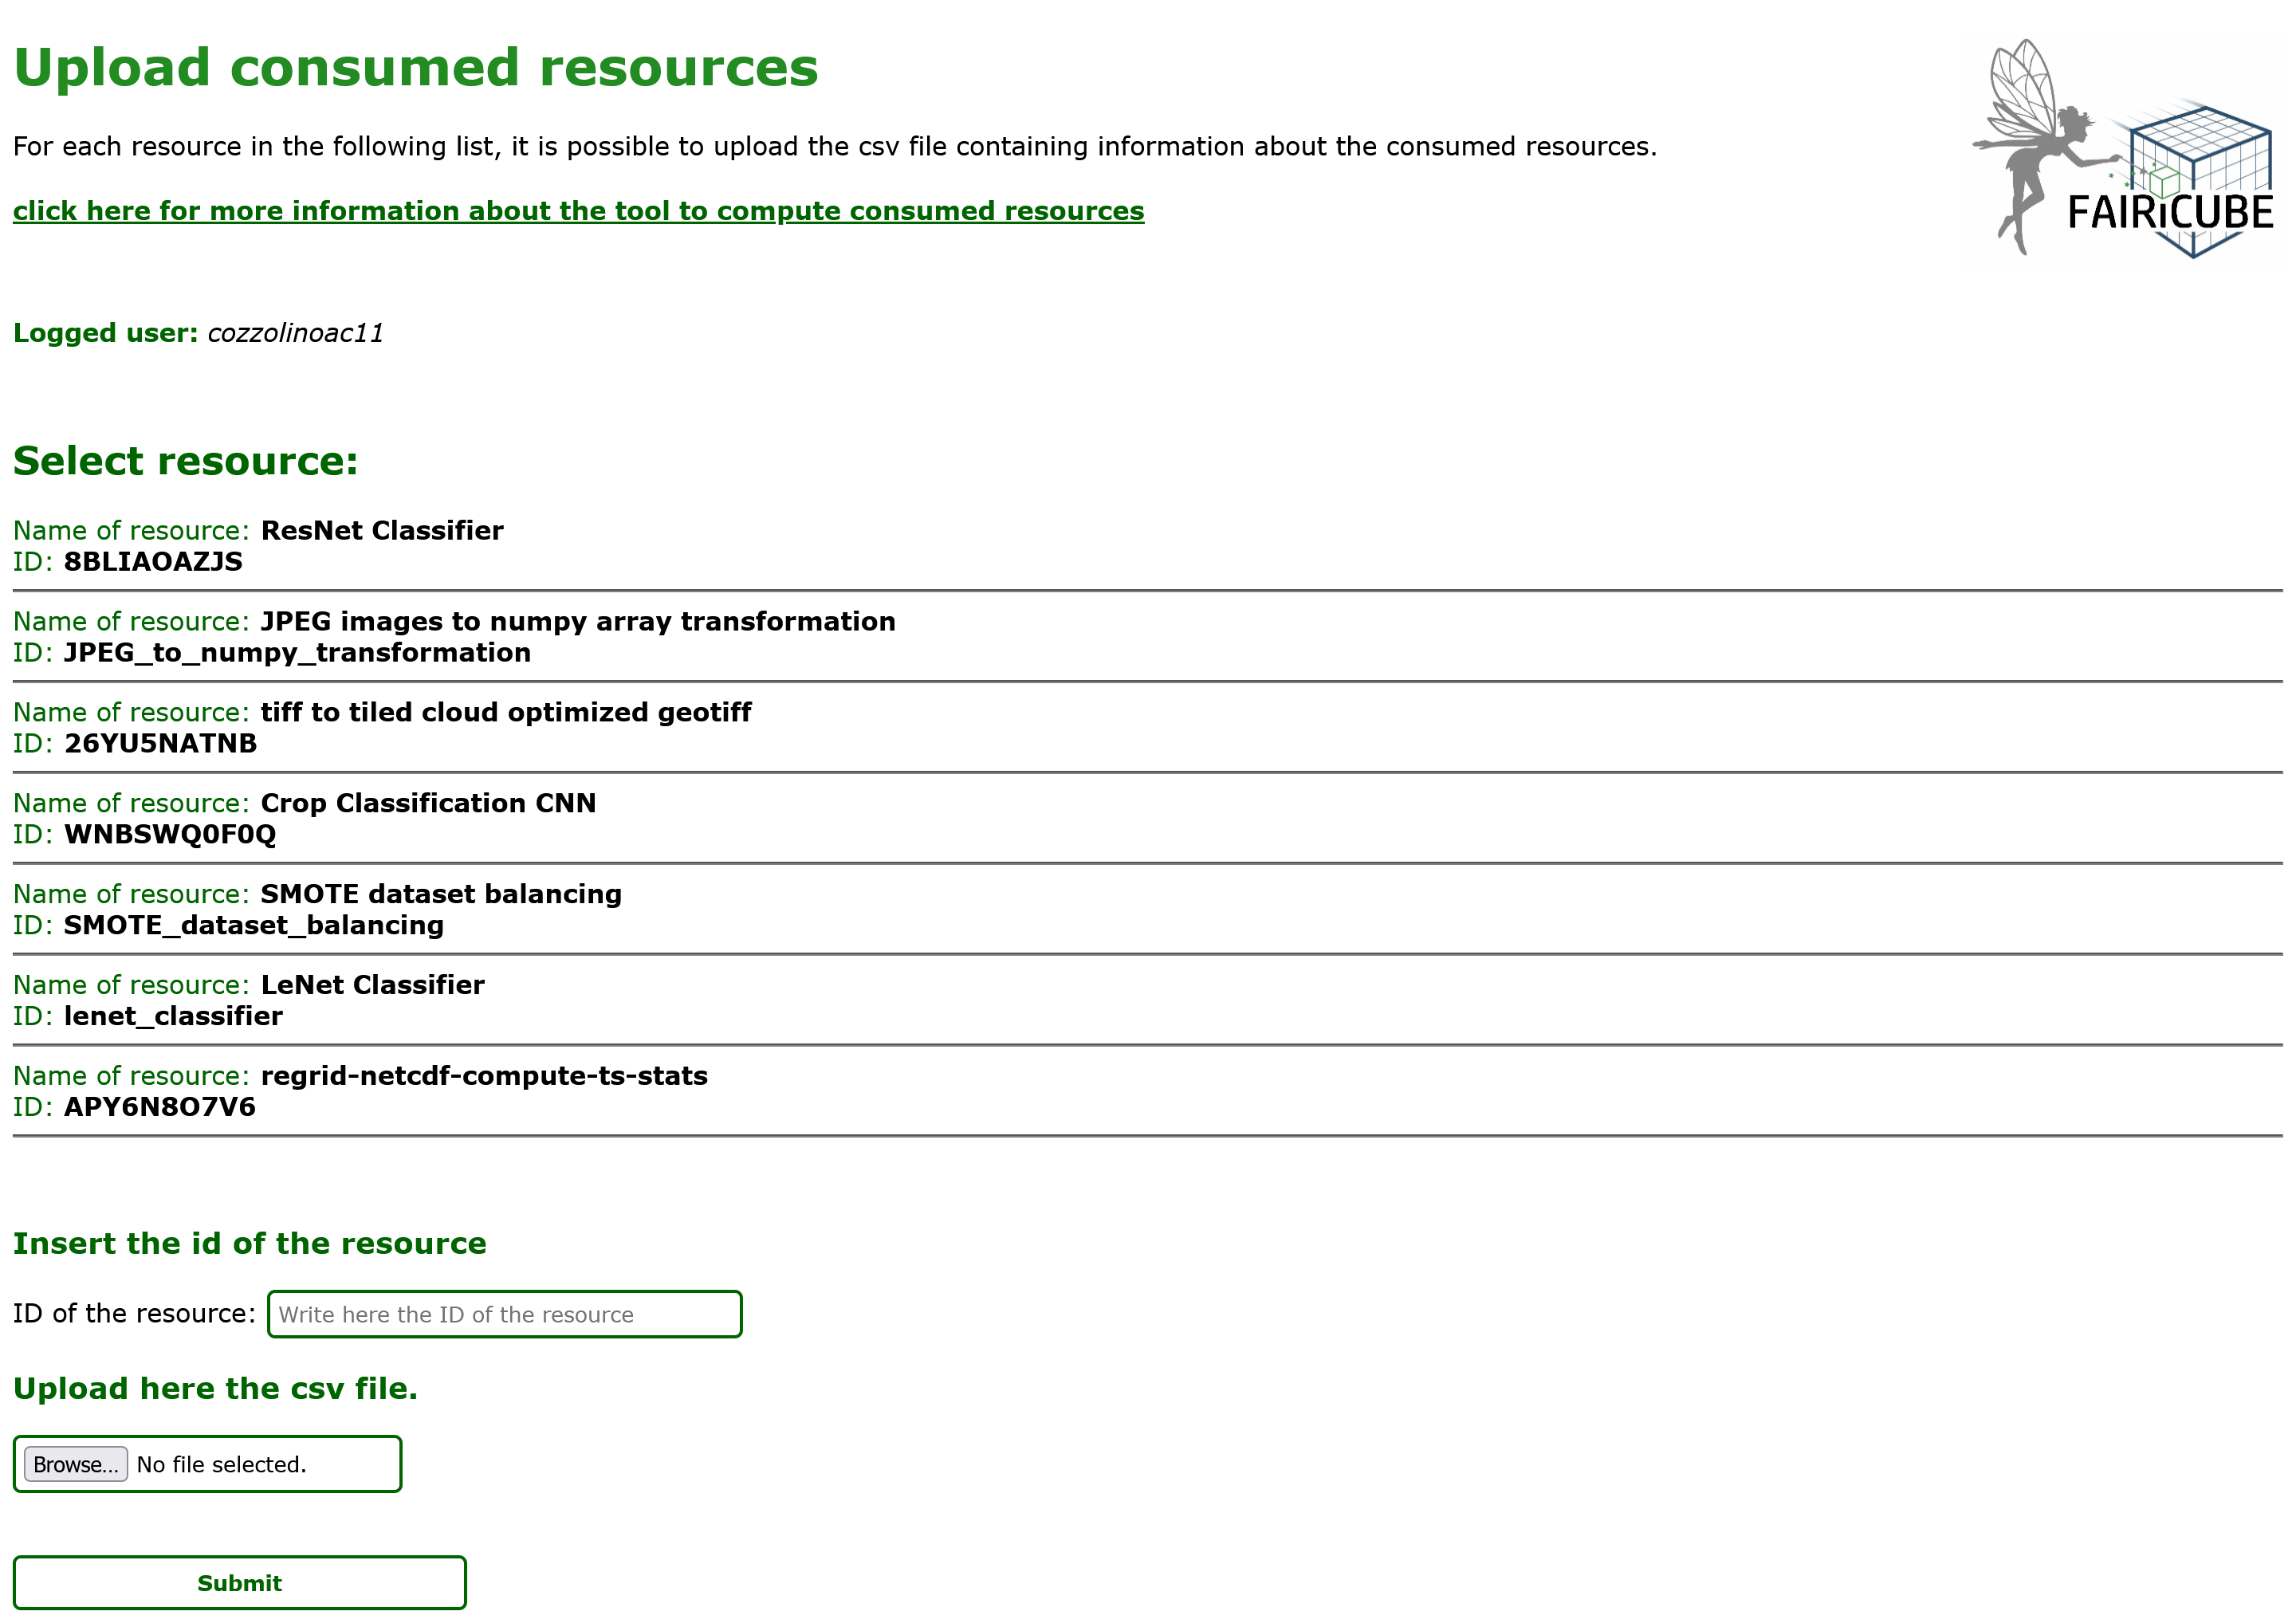 Upload consumed resources
For each resource in the following list, it is possible to upload the csv file containing information about the consumed resources.
click here for more information about the tool to compute consumed resources
FAIRiCUBE
Logged user: cozzolinoac11
Select resource:
Name of resource: ResNet Classifier
ID: 8BLIAOAZJS
Name of resource: JPEG images to numpy array transformation
ID: JPEG_to_numpy_transformation
Name of resource: tiff to tiled cloud optimized geotiff
ID: 26YU5NATNB
Name of resource: Crop Classification CNN
ID: WNBSWQ0F0Q
Name of resource: SMOTE dataset balancing
ID: SMOTE_dataset_balancing
Name of resource: LeNet Classifier
ID: lenet_classifier
Name of resource: regrid-netcdf-compute-ts-stats
ID: APY6N8O7V6
Insert the id of the resource
ID of the resource: Write here the ID of the resource
Upload here the csv file.
Browse... No file selected.
Submit